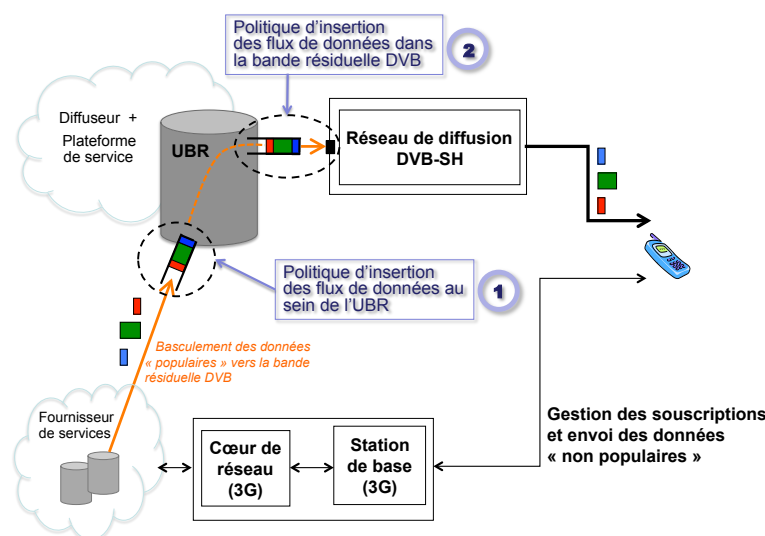 Politique d'insertion
des flux de données dans
la bande résiduelle DVB
2
Diffuseur +
Plateforme
de service
UBR
Réseau de diffusion
DVB-SH
Politique d'insertion
des flux de données au
sein de l'UBR
1
Basculement des données
« populaires » vers la bande
résiduelle DVB
Fournisseur
de services
Cœur de
réseau
(3G)
Station
de base
(3G)
Gestion des souscriptions
et envoi des données
« non populaires »